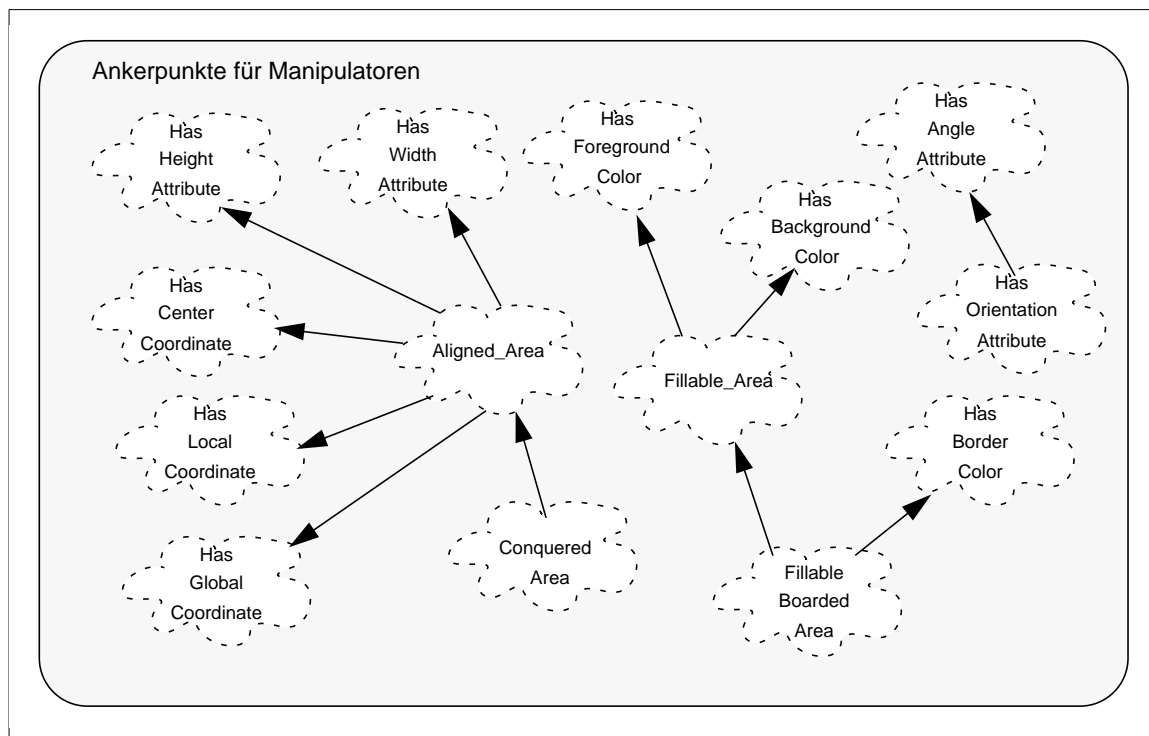 Ankerpunkte für Manipulatoren
Has
Height
Attribute
Has
Width
Attribute
Has
Foreground
Color
Has
Angle
Attribute
Has
Background
Color
Has
Center
Coordinate
Aligned_Area
Fillable_Area
Has
Orientation
Attribute
Has
Local
Coordinate
Has
Border
Color
Has
Global
Coordinate
Conquered
Area
Fillable
Boarded
Area